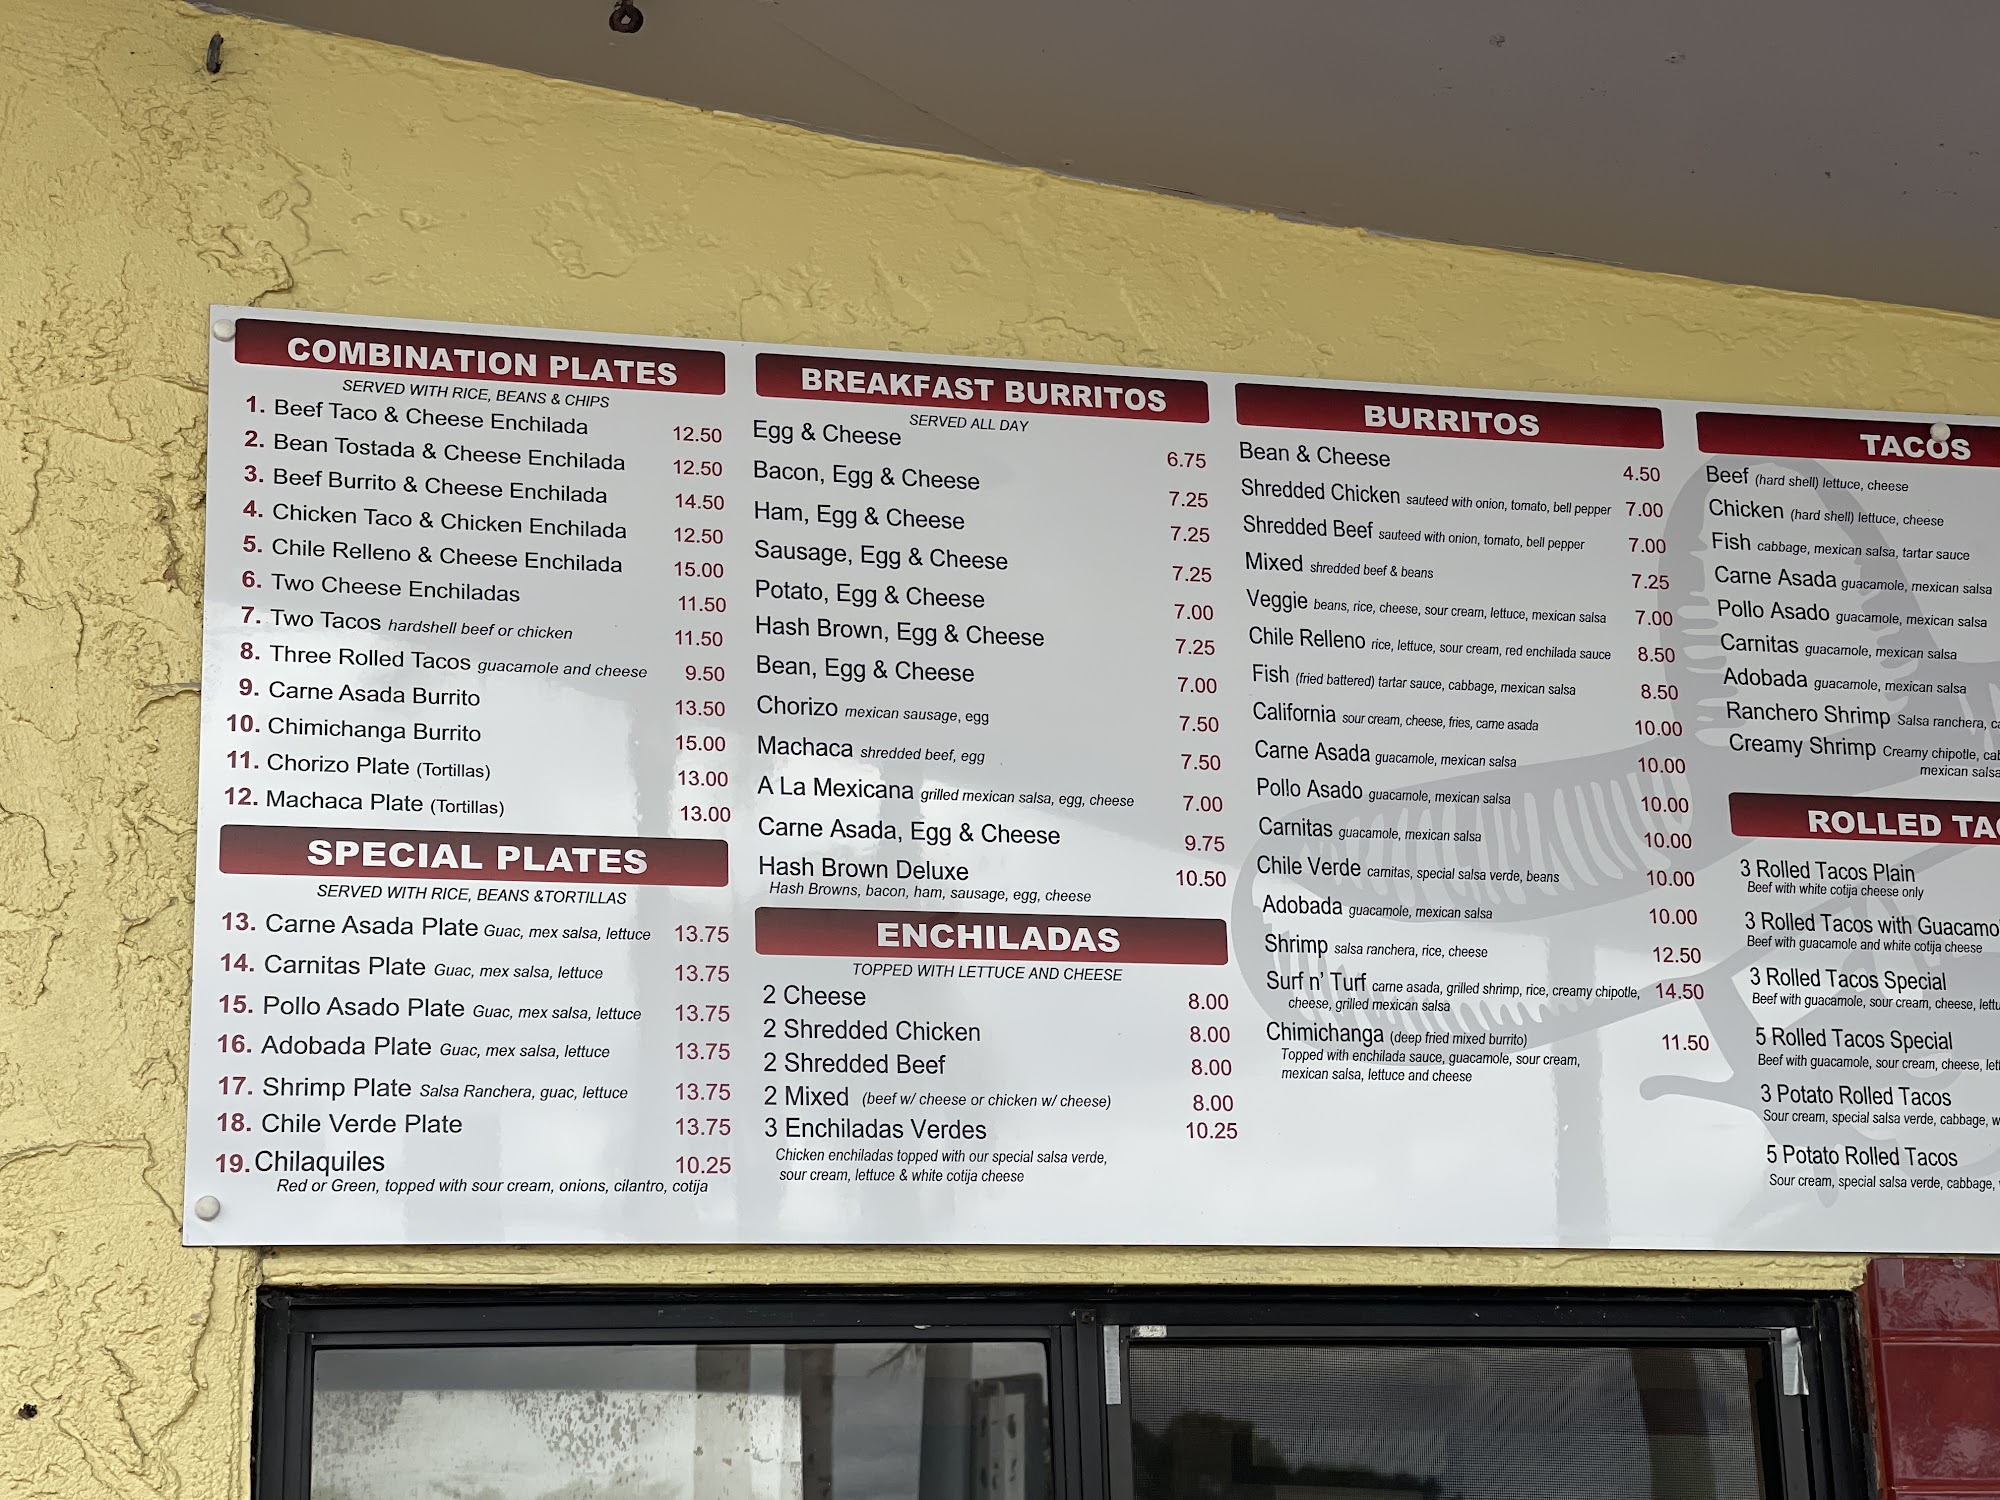 COMBINATION PLATES
SERVED WITH RICE, BEANS & CHIPS
1. Beef Taco & Cheese Enchilada 12.50
2. Bean Tostada & Cheese Enchilada 12.50
3. Beef Burrito & Cheese Enchilada 14.50
4. Chicken Taco & Chicken Enchilada 12.50
5. Chile Relleno & Cheese Enchilada 15.00
6. Two Cheese Enchiladas 11.50
7. Two Tacos hardshell beef or chicken 11.50
8. Three Rolled Tacos guacamole and cheese 9.50
9. Carne Asada Burrito 13.50
10. Chimichanga Burrito 15.00
11. Chorizo Plate (Tortillas) 13.00
12. Machaca Plate (Tortillas) 13.00
SPECIAL PLATES
SERVED WITH RICE, BEANS &TORTILLAS
13. Carne Asada Plate Guac, mex salsa, lettuce 13.75
14. Carnitas Plate Guac, mex salsa, lettuce 13.75
15. Pollo Asado Plate Guac, mex salsa, lettuce 13.75
16. Adobada Plate Guac, mex salsa, lettuce 13.75
17. Shrimp Plate Salsa Ranchera, guac, lettuce 13.75
18. Chile Verde Plate 13.75
19. Chilaquiles 10.25
Red or Green, topped with sour cream, onions, cilantro, cotija
BREAKFAST BURRITOS
SERVED ALL DAY
Egg & Cheese 6.75
Bacon, Egg & Cheese 7.25
Ham, Egg & Cheese 7.25
Sausage, Egg & Cheese 7.25
Potato, Egg & Cheese 7.00
Hash Brown, Egg & Cheese 7.25
Bean, Egg & Cheese 7.00
Chorizo mexican sausage, egg 7.50
Machaca shredded beef, egg 7.50
A La Mexicana grilled mexican salsa, egg, cheese 7.00
Carne Asada, Egg & Cheese 9.75
Hash Brown Deluxe 10.50
Hash Browns, bacon, ham, sausage, egg, cheese
ENCHILADAS
TOPPED WITH LETTUCE AND CHEESE
2 Cheese 8.00
2 Shredded Chicken 8.00
2 Shredded Beef 8.00
2 Mixed (beef w/ cheese or chicken w/ cheese) 8.00
3 Enchiladas Verdes 10.25
Chicken enchiladas topped with our special salsa verde,
sour cream, lettuce & white cotija cheese
BURRITOS
Bean & Cheese 4.50
Shredded Chicken sauteed with onion, tomato, bell pepper 7.00
Shredded Beef sauteed with onion, tomato, bell pepper 7.00
Mixed shredded beef & beans 7.25
Veggie beans, rice, cheese, sour cream, lettuce, mexican salsa 7.00
Chile Relleno rice, lettuce, sour cream, red enchilada sauce 8.50
Fish (fried battered) tartar sauce, cabbage, mexican salsa 8.50
California sour cream, cheese, fries, carne asada 10.00
Carne Asada guacamole, mexican salsa 10.00
Pollo Asado guacamole, mexican salsa 10.00
Carnitas guacamole, mexican salsa 10.00
Chile Verde carnitas, special salsa verde, beans 10.00
Adobada guacamole, mexican salsa 10.00
Shrimp salsa ranchera, rice, cheese 12.50
Surf n' Turf carne asada, grilled shrimp, rice, creamy chipotle, 14.50
cheese, grilled mexican salsa
Chimichanga (deep fried mixed burrito) 11.50
Topped with enchilada sauce, guacamole, sour cream,
mexican salsa, lettuce and cheese
TACOS
Beef (hard shell) lettuce, cheese
Chicken (hard shell) lettuce, cheese
Fish cabbage, mexican salsa, tartar sauce
Carne Asada guacamole, mexican salsa
Pollo Asado guacamole, mexican salsa
Carnitas guacamole, mexican salsa
Adobada guacamole, mexican salsa
Ranchero Shrimp Salsa ranchera,
Creamy Shrimp Creamy chipotle,
mexican salsa
ROLLED
3 Rolled Tacos Plain
Beef with white cotija cheese only
3 Rolled Tacos with
Beef with guacamole and white cotija cheese
3 Rolled Tacos Special
Beef with guacamole, sour cream, cheese,
5 Rolled Tacos Special
Beef with guacamole, sour cream, cheese,
3 Potato Rolled Tacos
Sour cream, special salsa verde, cabbage,
5 Potato Rolled Tacos
Sour cream, special salsa verde, cabbage,